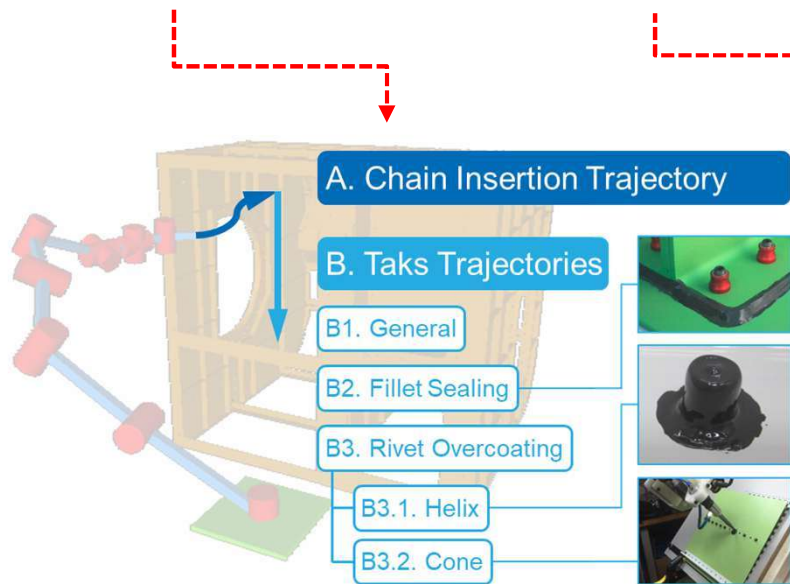 A. Chain Insertion Trajectory
B. Taks Trajectories
B1. General
B2. Fillet Sealing
B3. Rivet Overcoating
B3.1. Helix
B3.2. Cone